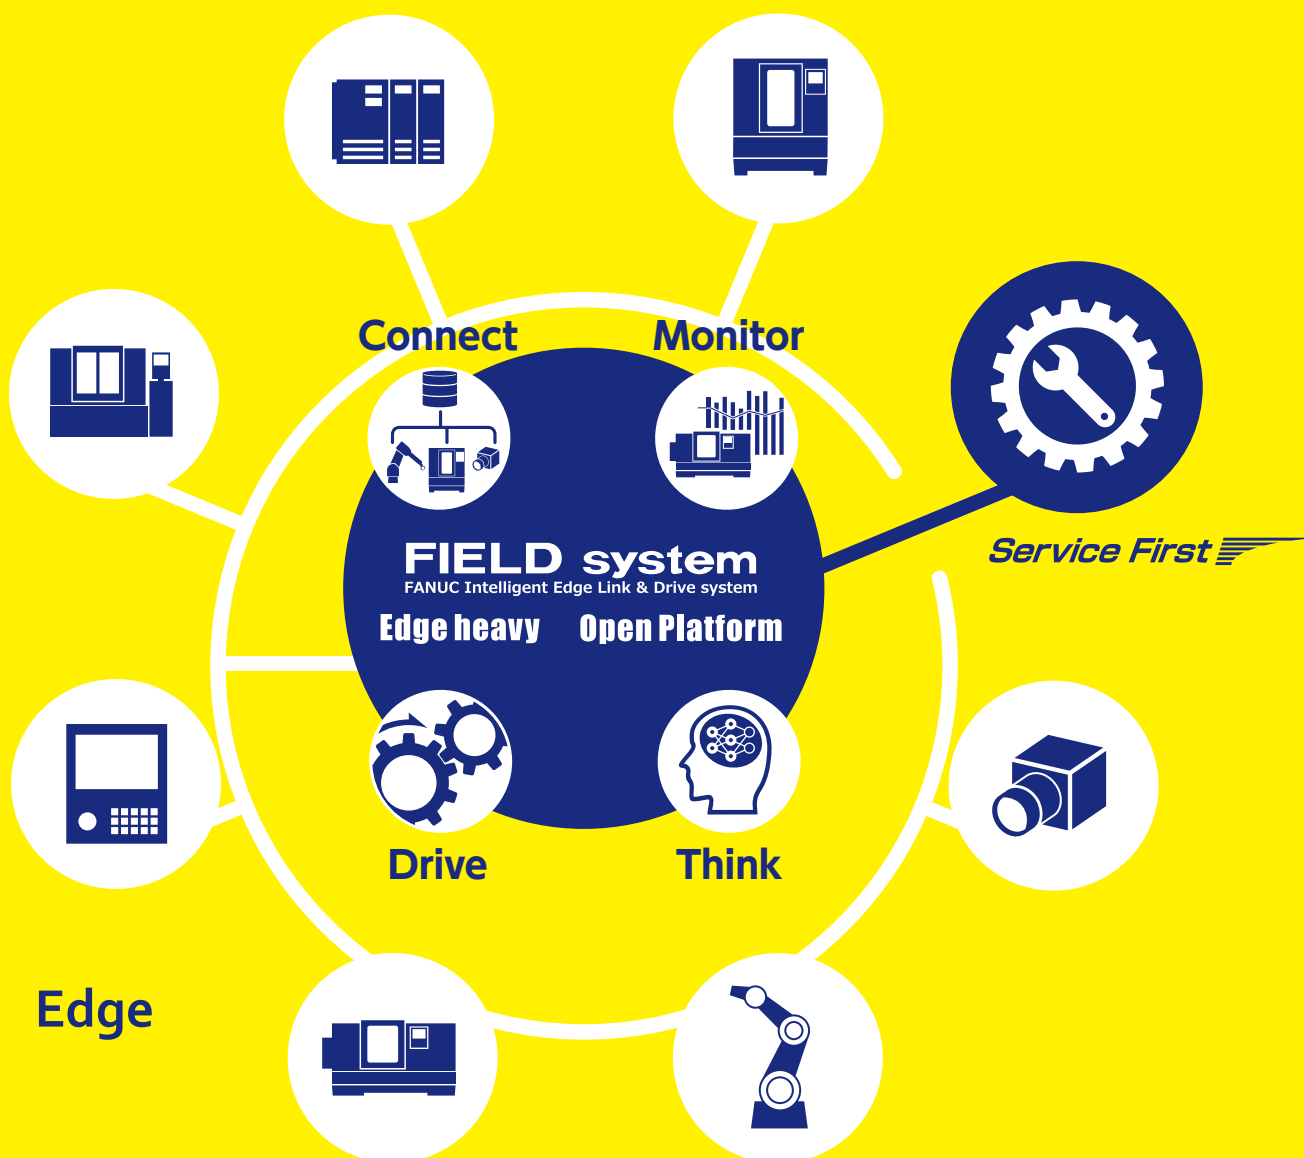 Connect
Monitor
Service First
FIELD system
FANUC Intelligent Edge Link & Drive system
Edge heavy
Open Platform
Drive
Think
Edge